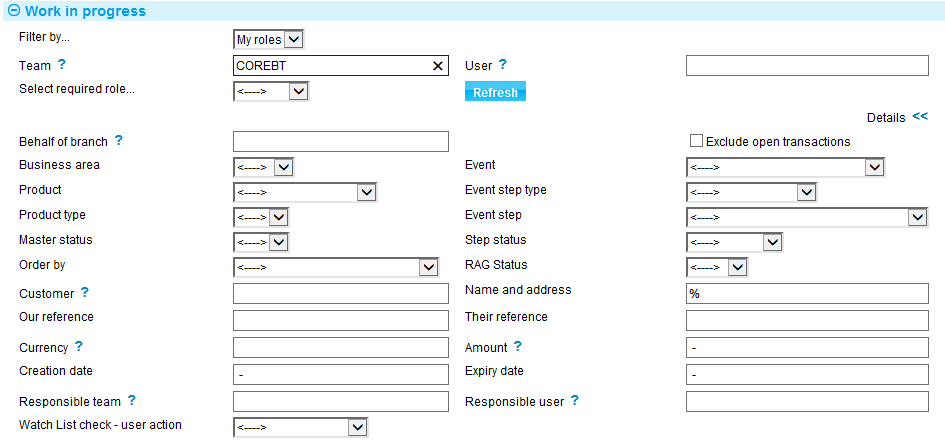 Work in progress
Filter by... My roles
Team ? COREBT ✕ User ?
Select required role... <----> Refresh
Details <<
Behalf of branch ? Exclude open transactions
Business area <----> Event <---->
Product <----> Event step type <---->
Product type <----> Event step <---->
Master status <----> Step status <---->
Order by <----> RAG Status <---->
Customer ? Name and address %
Our reference Their reference
Currency ? Amount ? -
Creation date - Expiry date -
Responsible team ? Responsible user ?
Watch List check - user action <---->